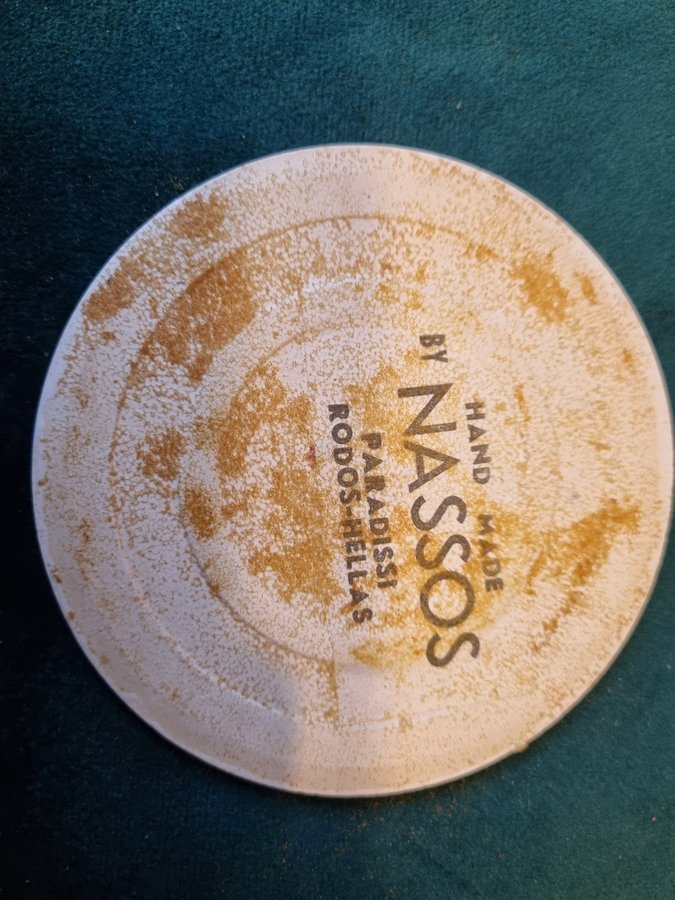 HAND MADE
BY
NASSOS
PARADISSI
RODOS-HELLAS